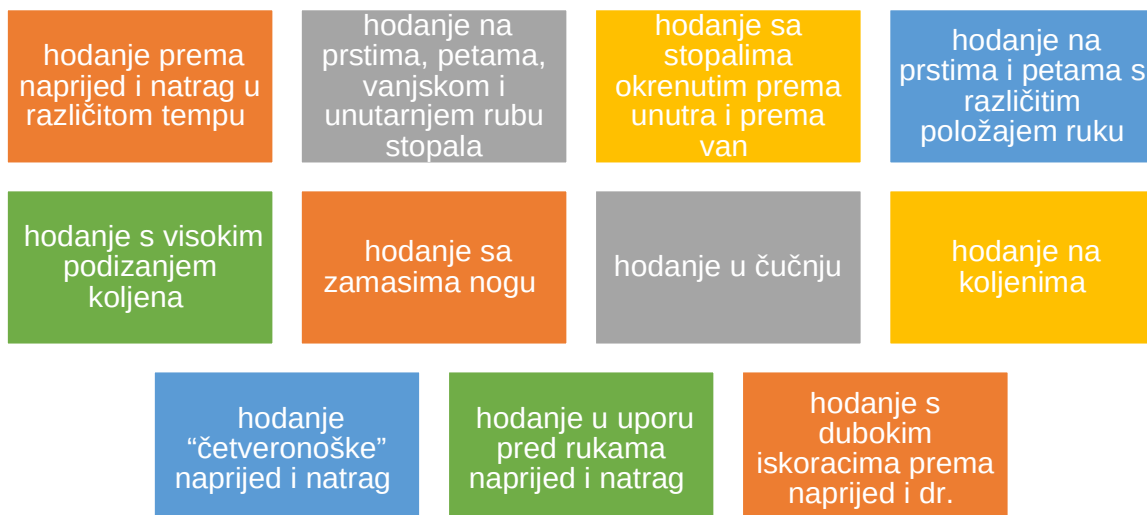 hodanje prema
naprijed i natrag u
različitom tempu
hodanje na
prstima, petama,
vanjskom i
unutarnjem rubu
stopala
hodanje sa
stopalima
okrenutim prema
unutra i prema
van
hodanje na
prstima i petama s
različitim
položajem ruku
hodanje s visokim
podizanjem
koljena
hodanje sa
zamasima nogu
hodanje u čučnju
hodanje na
koljenima
hodanje
“četveronoške”
naprijed i natrag
hodanje u uporu
pred rukama
naprijed i natrag
hodanje s
dubokim
iskoracima prema
naprijed i dr.